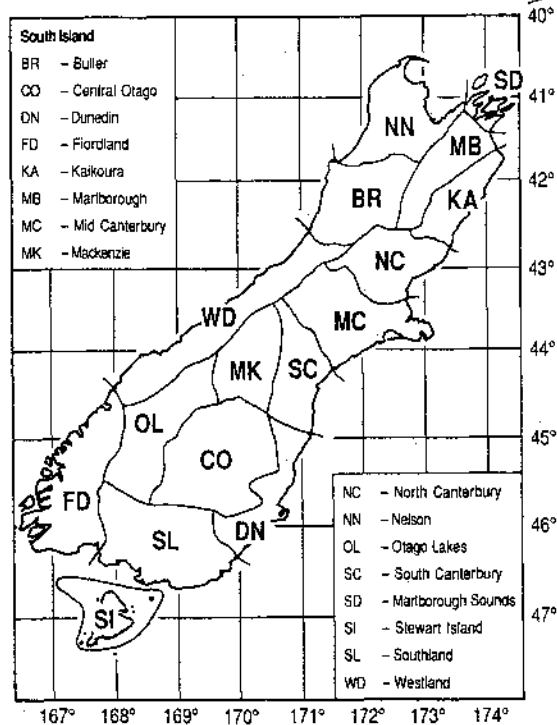 South Island
BR – Buller
CO – Central Otago
DN – Dunedin
FD – Fiordland
KA – Kaikoura
MB – Marlborough
MC – Mid Canterbury
MK – Mackenzie
40°
41°
42°
43°
44°
45°
46°
47°
SD
NN
MB
BR
KA
NC
WD
MC
MK
SC
OL
CO
FD
SL
DN
SI
NC – North Canterbury
NN – Nelson
OL – Otago Lakes
SC – South Canterbury
SD – Marlborough Sounds
SI – Stewart Island
SL – Southland
WD – Westland
167° 168° 169° 170° 171° 172° 173° 174°